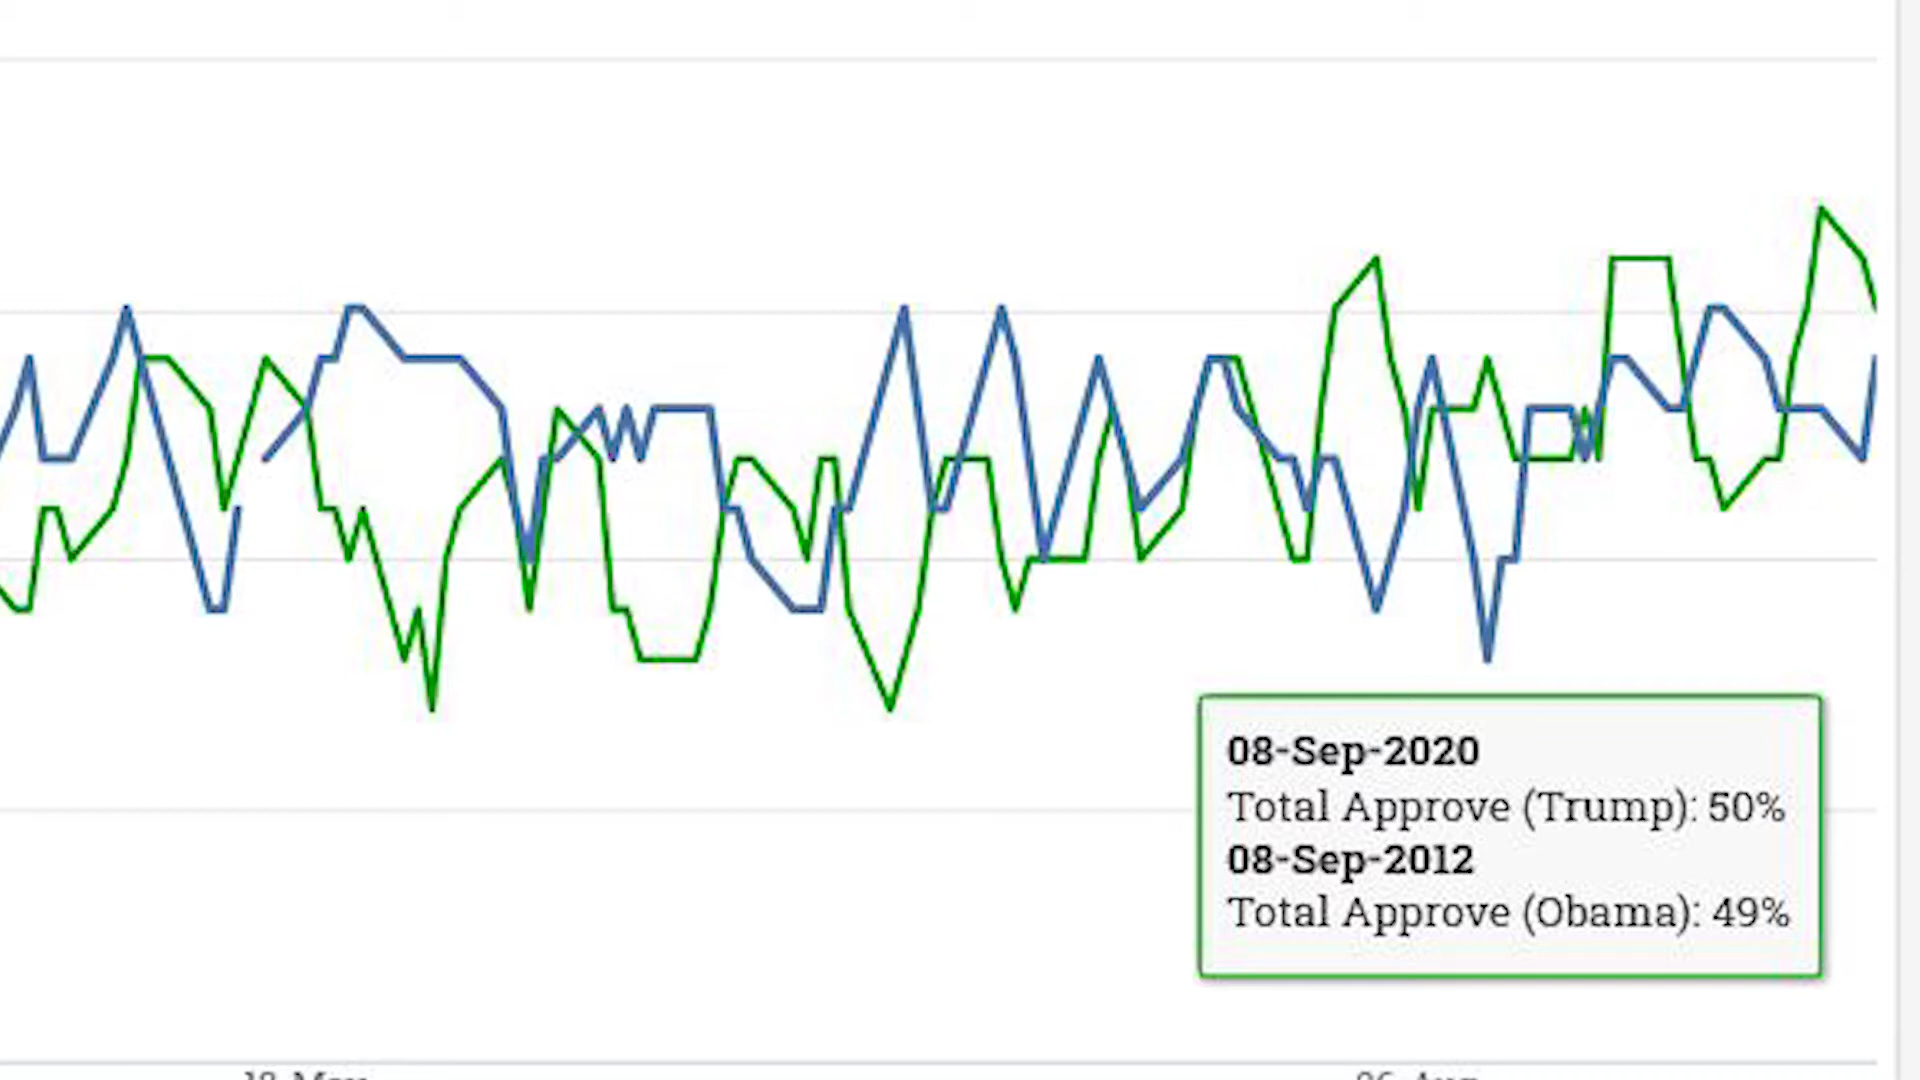 08-Sep-2020
Total Approve (Trump): 50%
08-Sep-2012
Total Approve (Obama): 49%